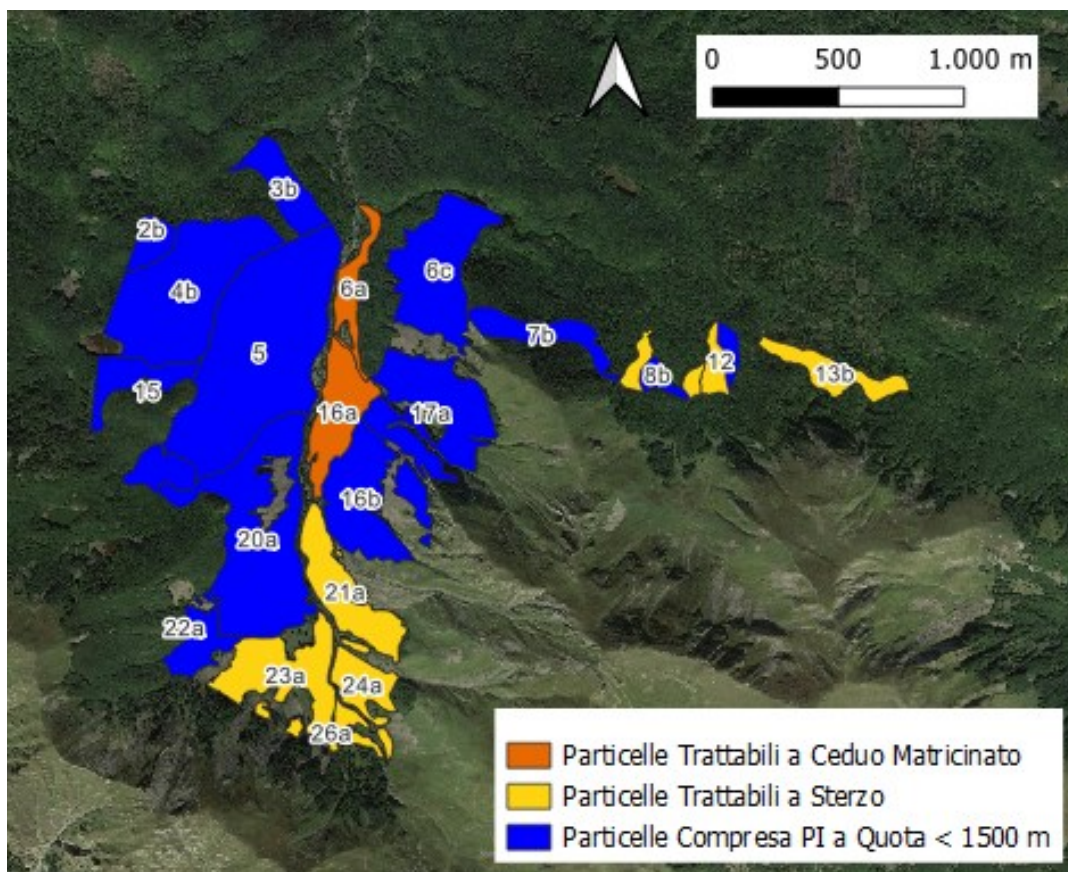 0 500 1.000 m
3b
2b
6a
6c
4b
5
7b
8b
12
13b
15
16a
17a
16b
20a
21a
22a
23a
24a
26a
Particelle Trattabili a Ceduo Matricinato
Particelle Trattabili a Sterzo
Particelle Compresa PI a Quota < 1500 m